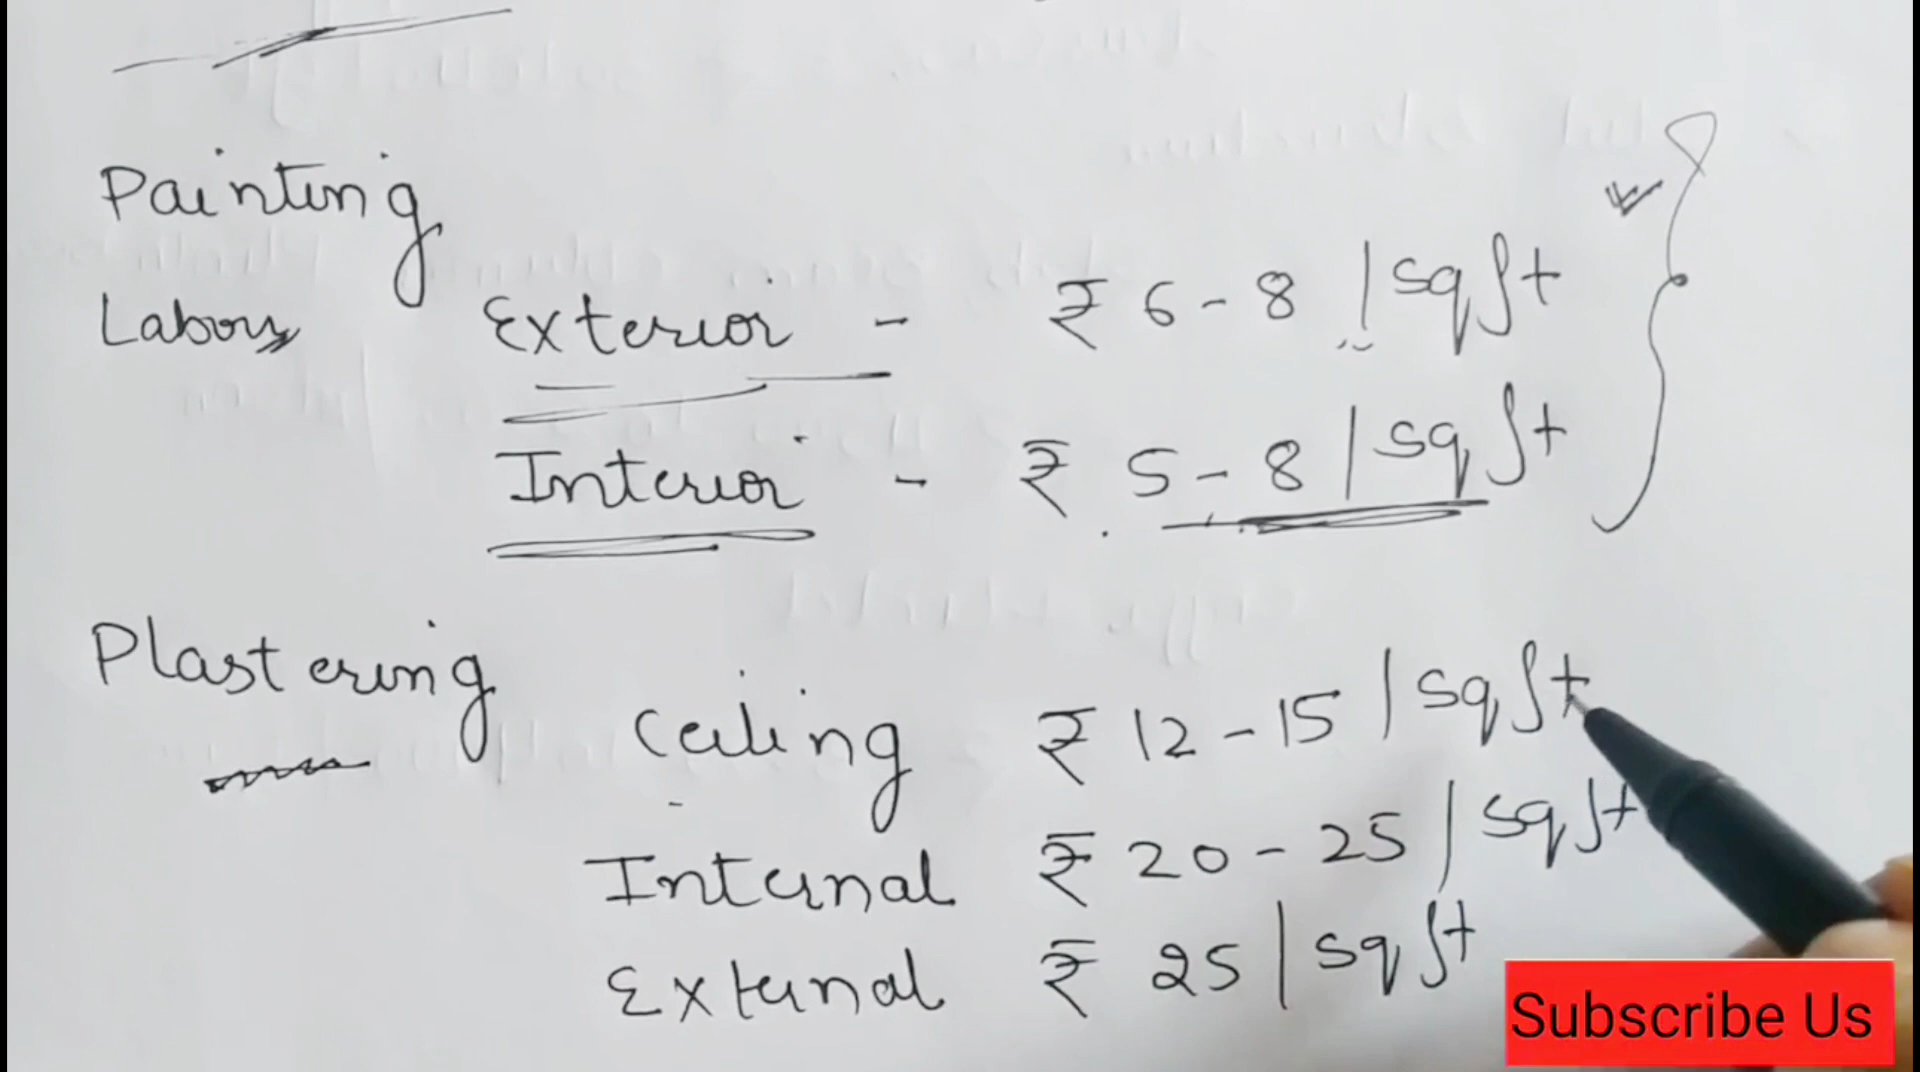 Painting
Labour Exterior - ₹ 6-8 | sqft
Interior - ₹ 5-8 | sqft
Plastering
Ceiling ₹ 12-15 | sqft
Internal ₹ 20-25 | sqft
External ₹ 25 | sqft
Subscribe Us